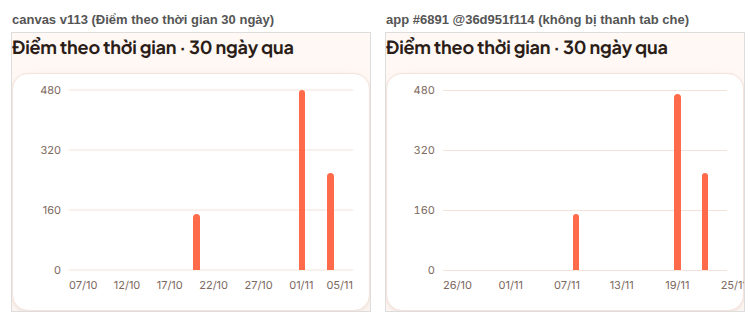 canvas v113 (Điểm theo thời gian 30 ngày)
Điểm theo thời gian · 30 ngày qua
480
320
160
0
07/10 12/10 17/10 22/10 27/10 01/11 05/11
app #6891 @36d951f114 (không bị thanh tab che)
Điểm theo thời gian · 30 ngày qua
480
320
160
0
26/10 01/11 07/11 13/11 19/11 25/11